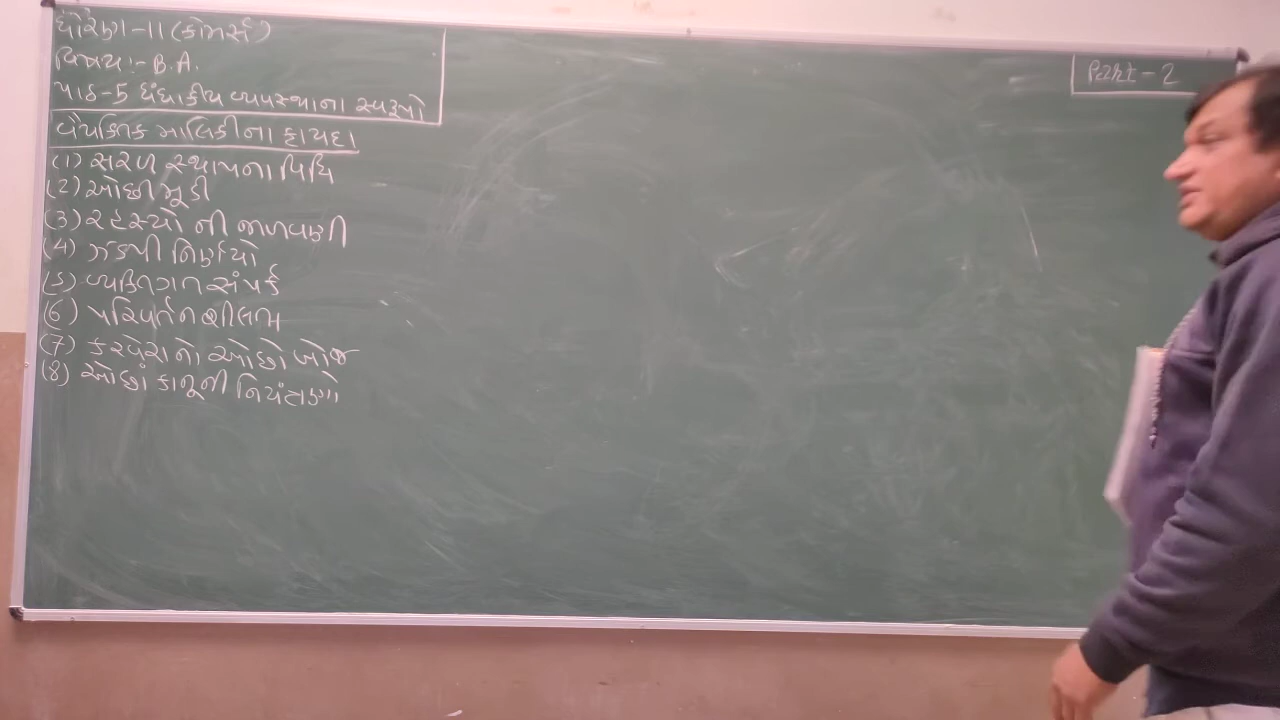 ધોરણ-11 (કોમર્સ)
વિષય:- B.A.
પાઠ-5 ધંધાકીય વ્યવસ્થાના સ્વરૂપો
Part-2
વૈયક્તિક માલિકીના ફાયદા
(1) સરળ સ્થાપના વિધિ
(2) ઓછી મૂડી
(3) રહસ્યો ની જાળવણી
(4) ઝડપી નિર્ણયો
(5) વ્યક્તિગત સંપર્ક
(6) પરિવર્તનશીલતા
(7) કરવેરાનો ઓછો બોજ
(8) ઓછાં કાનૂની નિયંત્રણો